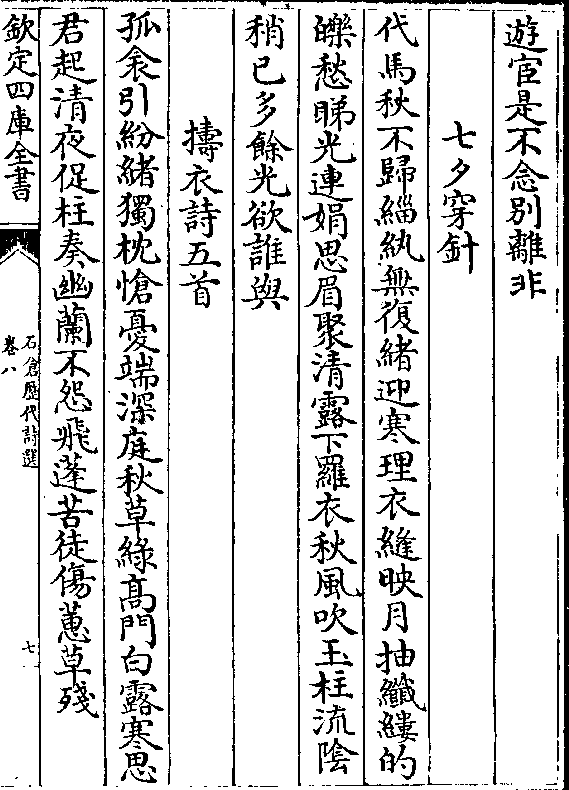 遊宦是不念別離非
七夕穿針
代馬秋不歸緇紈無復緒迎寒理衣縫映月抽纖縷的
皪愁睇光連娟思眉聚清露下羅衣秋風吹玉柱流陰
稍已多餘光欲誰與
擣衣詩五首
孤衾引紛緒獨枕愴憂端深庭秋草綠髙門白露寒思
君起清夜促柱奏幽蘭不怨飛蓬苦徒傷蕙草殘
欽定四庫全書
石倉歷代詩選
卷八
七